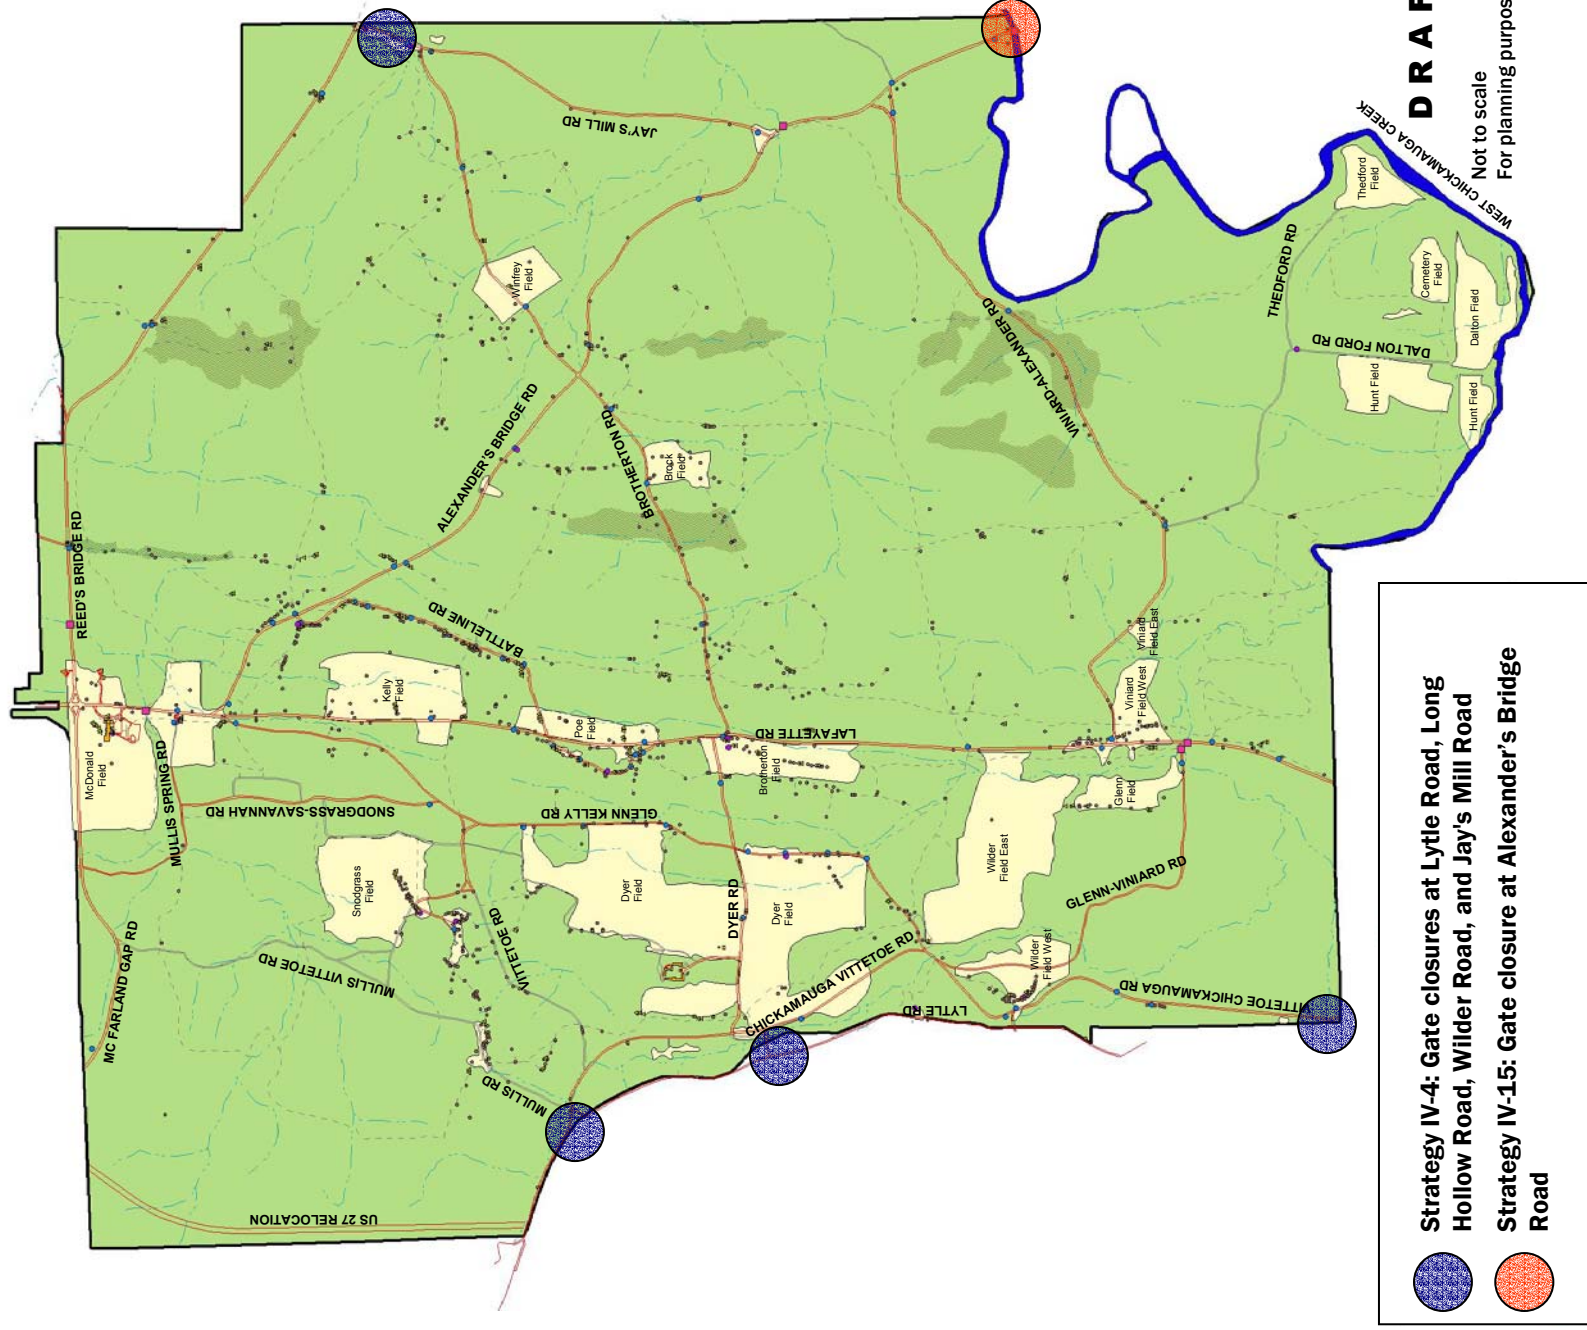 REED'S BRIDGE RD
JAY'S MILL RD
Winfrey
Field
ALEXANDER'S BRIDGE RD
BROTHERTON RD
Brock
Field
BATTLELINE RD
Kelly
Field
Poe
Field
McDonald
Field
MULLIS SPRING RD
SNODGRASS-SAVANNAH RD
LAFAYETTE RD
Brotherton
Field
GLENN KELLY RD
Snodgrass
Field
MC FARLAND GAP RD
MULLIS VITTETOE RD
VITTETOE RD
Dyer
Field
DYER RD
Dyer
Field
MULLIS RD
US 27 RELOCATION
CHICKAMAUGA VITTETOE RD
LYTLE RD
Wilder
Field East
Wilder
Field West
GLENN-VINIARD RD
Glenn
Field
Viniard
Field West
Viniard
Field East
VINIARD-ALEXANDER RD
THEDFORD RD
DALTON FORD RD
Thedford
Field
Cemetery
Field
Dalton Field
Hunt Field
Hunt Field
WEST CHICKAMAUGA CREEK
ITTETOE CHICKAMAUGA RD
DRAF
Not to scale
For planning purpos
Strategy IV-4: Gate closures at Lytle Road, Long
Hollow Road, Wilder Road, and Jay's Mill Road
Strategy IV-15: Gate closure at Alexander's Bridge
Road